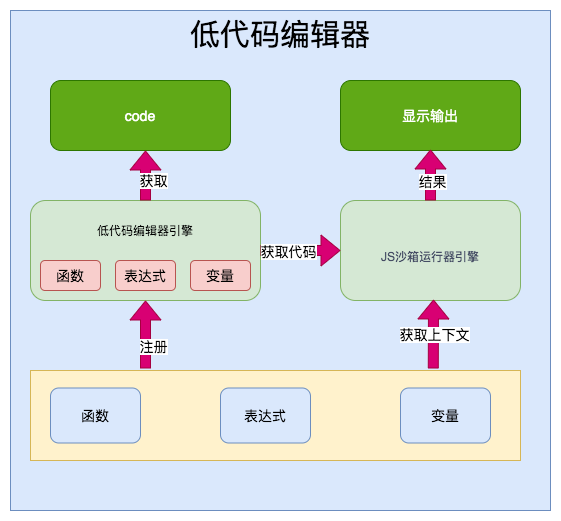 低代码编辑器
code
显示输出
获取
结果
低代码编辑器引擎
函数
表达式
变量
获取代码
JS沙箱运行器引擎
注册
获取上下文
函数
表达式
变量